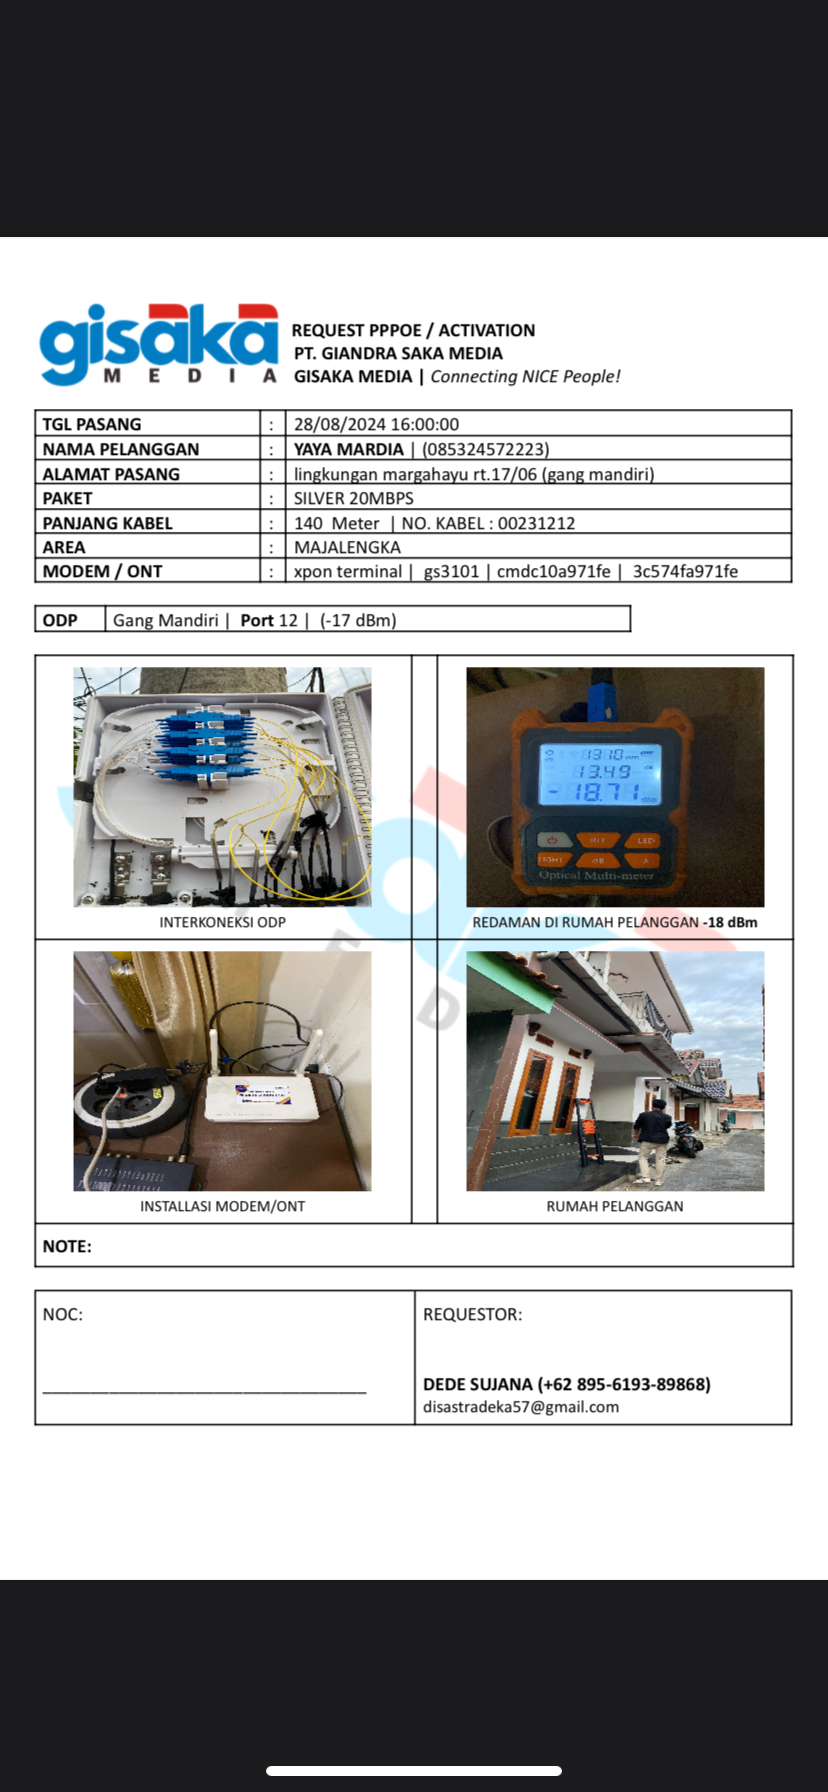 gisaka
MEDIA
REQUEST PPPOE / ACTIVATION
PT. GIANDRA SAKA MEDIA
GISAKA MEDIA | Connecting NICE People!
TGL PASANG : 28/08/2024 16:00:00
NAMA PELANGGAN : YAYA MARDIA | (085324572223)
ALAMAT PASANG : lingkungan margahayu rt.17/06 (gang mandiri)
PAKET : SILVER 20MBPS
PANJANG KABEL : 140 Meter | NO. KABEL : 00231212
AREA : MAJALENGKA
MODEM / ONT : xpon terminal | gs3101 | cmdc10a971fe | 3c574fa971fe
ODP Gang Mandiri | Port 12 | (-17 dBm)
1310 nm
13.49
-18.71
REF LED
LIGHT dB λ
Optical Multi-meter
INTERKONEKSI ODP
REDAMAN DI RUMAH PELANGGAN -18 dBm
INSTALLASI MODEM/ONT
RUMAH PELANGGAN
NOTE:
NOC:
REQUESTOR:
DEDE SUJANA (+62 895-6193-89868)
disastradeka57@gmail.com